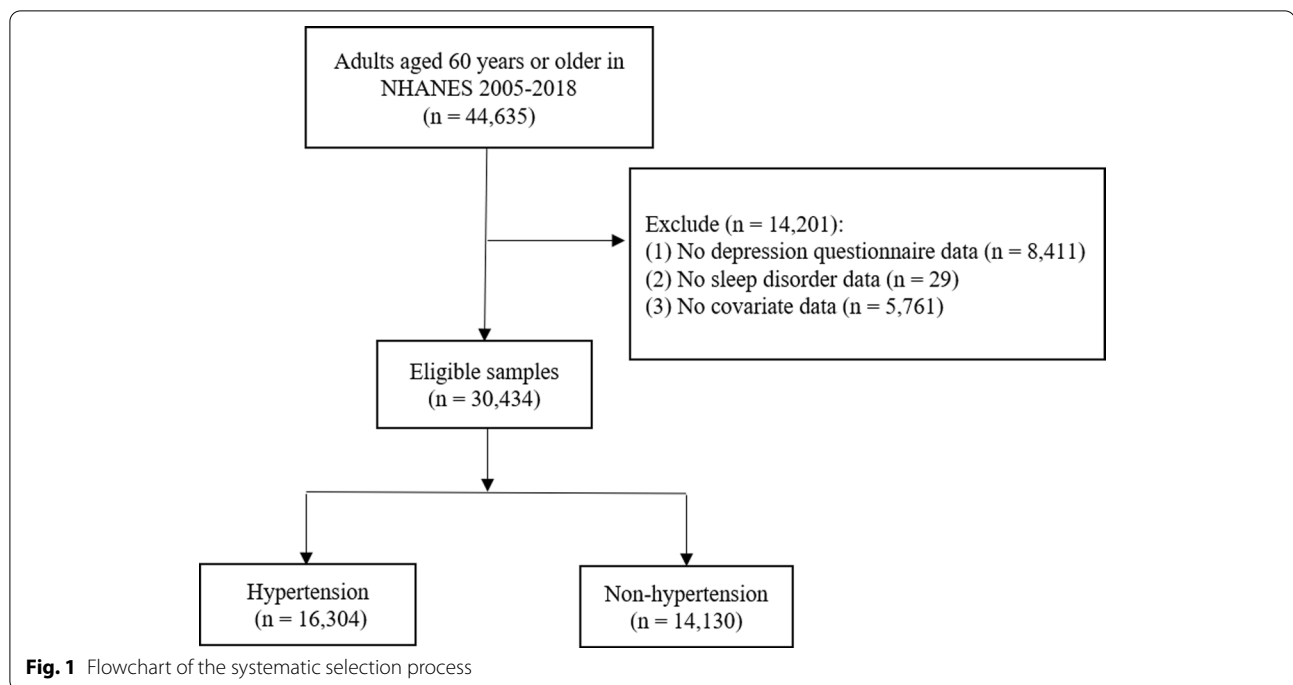 Adults aged 60 years or older in
NHANES 2005-2018
(n = 44,635)
Exclude (n = 14,201):
(1) No depression questionnaire data (n = 8,411)
(2) No sleep disorder data (n = 29)
(3) No covariate data (n = 5,761)
Eligible samples
(n = 30,434)
Hypertension
(n = 16,304)
Non-hypertension
(n = 14,130)
Fig. 1 Flowchart of the systematic selection process